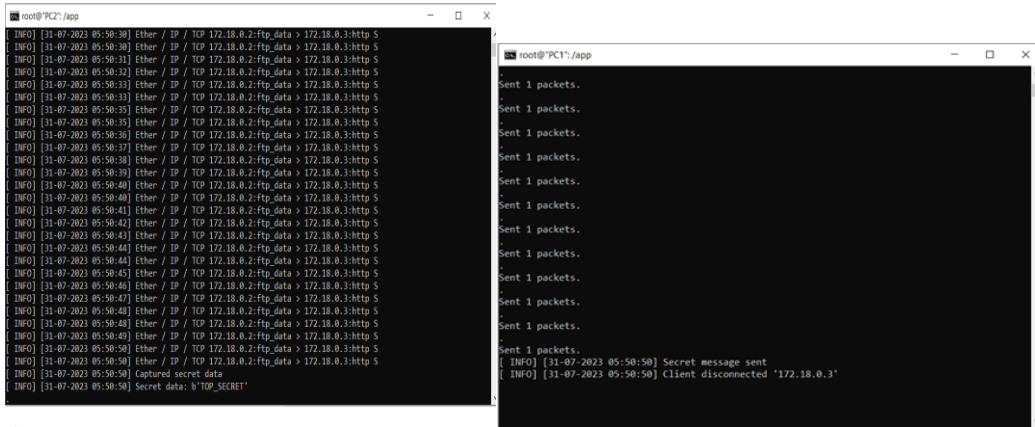 root@"PC2": /app
[ INFO] [31-07-2023 05:50:30] Ether / IP / TCP 172.18.0.2:ftp_data > 172.18.0.3:http S
[ INFO] [31-07-2023 05:50:30] Ether / IP / TCP 172.18.0.2:ftp_data > 172.18.0.3:http S
[ INFO] [31-07-2023 05:50:31] Ether / IP / TCP 172.18.0.2:ftp_data > 172.18.0.3:http S
[ INFO] [31-07-2023 05:50:32] Ether / IP / TCP 172.18.0.2:ftp_data > 172.18.0.3:http S
[ INFO] [31-07-2023 05:50:33] Ether / IP / TCP 172.18.0.2:ftp_data > 172.18.0.3:http S
[ INFO] [31-07-2023 05:50:33] Ether / IP / TCP 172.18.0.2:ftp_data > 172.18.0.3:http S
[ INFO] [31-07-2023 05:50:35] Ether / IP / TCP 172.18.0.2:ftp_data > 172.18.0.3:http S
[ INFO] [31-07-2023 05:50:35] Ether / IP / TCP 172.18.0.2:ftp_data > 172.18.0.3:http S
[ INFO] [31-07-2023 05:50:36] Ether / IP / TCP 172.18.0.2:ftp_data > 172.18.0.3:http S
[ INFO] [31-07-2023 05:50:37] Ether / IP / TCP 172.18.0.2:ftp_data > 172.18.0.3:http S
[ INFO] [31-07-2023 05:50:38] Ether / IP / TCP 172.18.0.2:ftp_data > 172.18.0.3:http S
[ INFO] [31-07-2023 05:50:39] Ether / IP / TCP 172.18.0.2:ftp_data > 172.18.0.3:http S
[ INFO] [31-07-2023 05:50:40] Ether / IP / TCP 172.18.0.2:ftp_data > 172.18.0.3:http S
[ INFO] [31-07-2023 05:50:40] Ether / IP / TCP 172.18.0.2:ftp_data > 172.18.0.3:http S
[ INFO] [31-07-2023 05:50:41] Ether / IP / TCP 172.18.0.2:ftp_data > 172.18.0.3:http S
[ INFO] [31-07-2023 05:50:42] Ether / IP / TCP 172.18.0.2:ftp_data > 172.18.0.3:http S
[ INFO] [31-07-2023 05:50:43] Ether / IP / TCP 172.18.0.2:ftp_data > 172.18.0.3:http S
[ INFO] [31-07-2023 05:50:44] Ether / IP / TCP 172.18.0.2:ftp_data > 172.18.0.3:http S
[ INFO] [31-07-2023 05:50:44] Ether / IP / TCP 172.18.0.2:ftp_data > 172.18.0.3:http S
[ INFO] [31-07-2023 05:50:45] Ether / IP / TCP 172.18.0.2:ftp_data > 172.18.0.3:http S
[ INFO] [31-07-2023 05:50:46] Ether / IP / TCP 172.18.0.2:ftp_data > 172.18.0.3:http S
[ INFO] [31-07-2023 05:50:47] Ether / IP / TCP 172.18.0.2:ftp_data > 172.18.0.3:http S
[ INFO] [31-07-2023 05:50:48] Ether / IP / TCP 172.18.0.2:ftp_data > 172.18.0.3:http S
[ INFO] [31-07-2023 05:50:48] Ether / IP / TCP 172.18.0.2:ftp_data > 172.18.0.3:http S
[ INFO] [31-07-2023 05:50:49] Ether / IP / TCP 172.18.0.2:ftp_data > 172.18.0.3:http S
[ INFO] [31-07-2023 05:50:50] Ether / IP / TCP 172.18.0.2:ftp_data > 172.18.0.3:http S
[ INFO] [31-07-2023 05:50:50] Ether / IP / TCP 172.18.0.2:ftp_data > 172.18.0.3:http S
[ INFO] [31-07-2023 05:50:50] Captured secret data
[ INFO] [31-07-2023 05:50:50] Secret data: b'TOP_SECRET'
root@"PC1": /app
.
Sent 1 packets.
.
Sent 1 packets.
.
Sent 1 packets.
.
Sent 1 packets.
.
Sent 1 packets.
.
Sent 1 packets.
.
Sent 1 packets.
.
Sent 1 packets.
.
Sent 1 packets.
.
Sent 1 packets.
.
Sent 1 packets.
.
Sent 1 packets.
[ INFO] [31-07-2023 05:50:50] Secret message sent
[ INFO] [31-07-2023 05:50:50] Client disconnected '172.18.0.3'